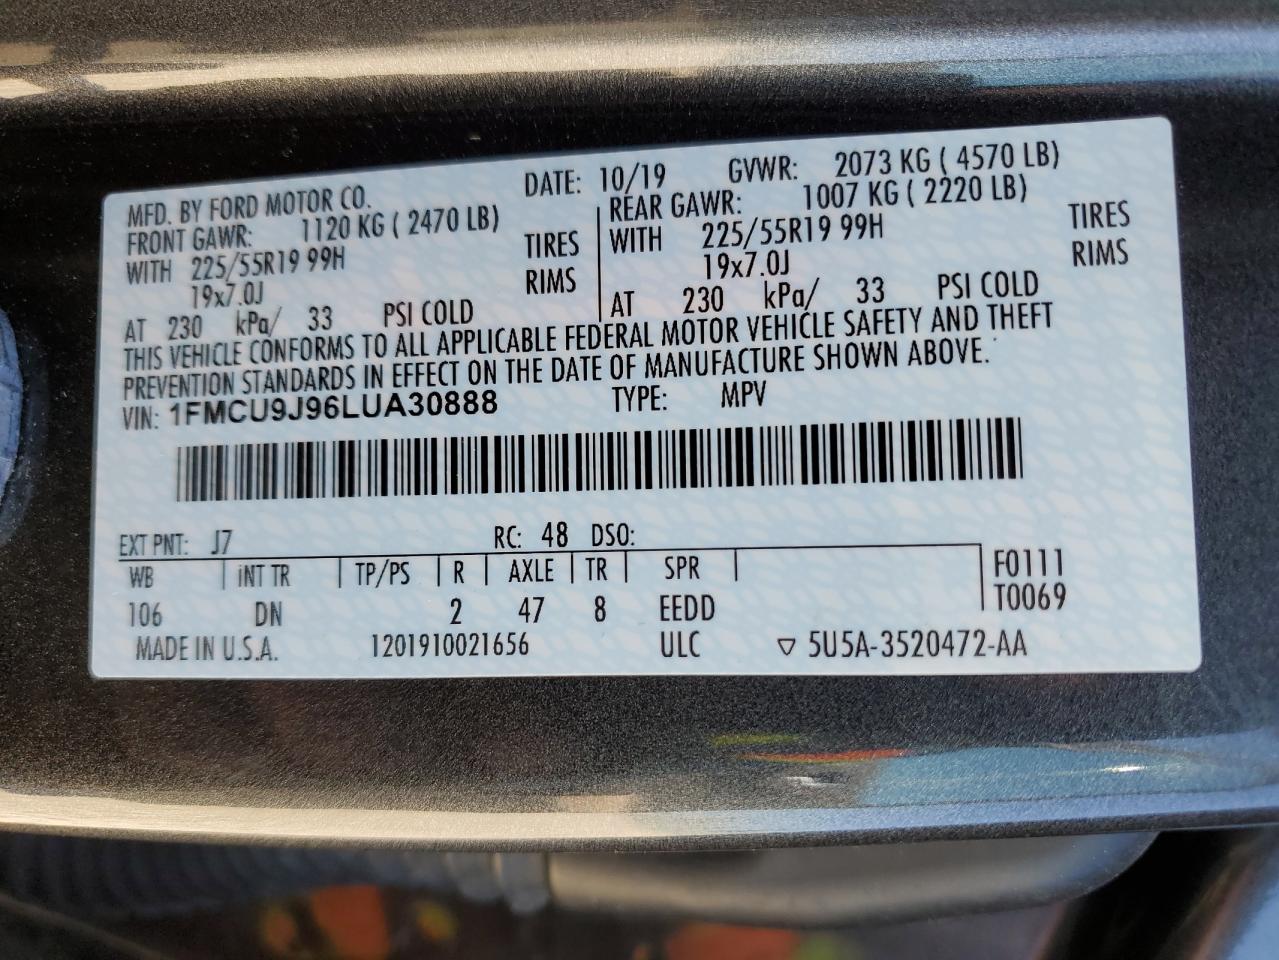 MFD. BY FORD MOTOR CO. DATE: 10/19 GVWR: 2073 KG ( 4570 LB)
FRONT GAWR: 1120 KG ( 2470 LB) REAR GAWR: 1007 KG ( 2220 LB)
WITH 225/55R19 99H TIRES WITH 225/55R19 99H TIRES
19x7.0J RIMS 19x7.0J RIMS
AT 230 kPa/ 33 PSI COLD AT 230 kPa/ 33 PSI COLD
THIS VEHICLE CONFORMS TO ALL APPLICABLE FEDERAL MOTOR VEHICLE SAFETY AND THEFT
PREVENTION STANDARDS IN EFFECT ON THE DATE OF MANUFACTURE SHOWN ABOVE.
VIN: 1FMCU9J96LUA30888 TYPE: MPV
EXT PNT: J7 RC: 48 DSO:
WB INT TR TP/PS R AXLE TR SPR F0111
106 DN 2 47 8 EEDD T0069
MADE IN U.S.A. 1201910021656 ULC ▽ 5U5A-3520472-AA